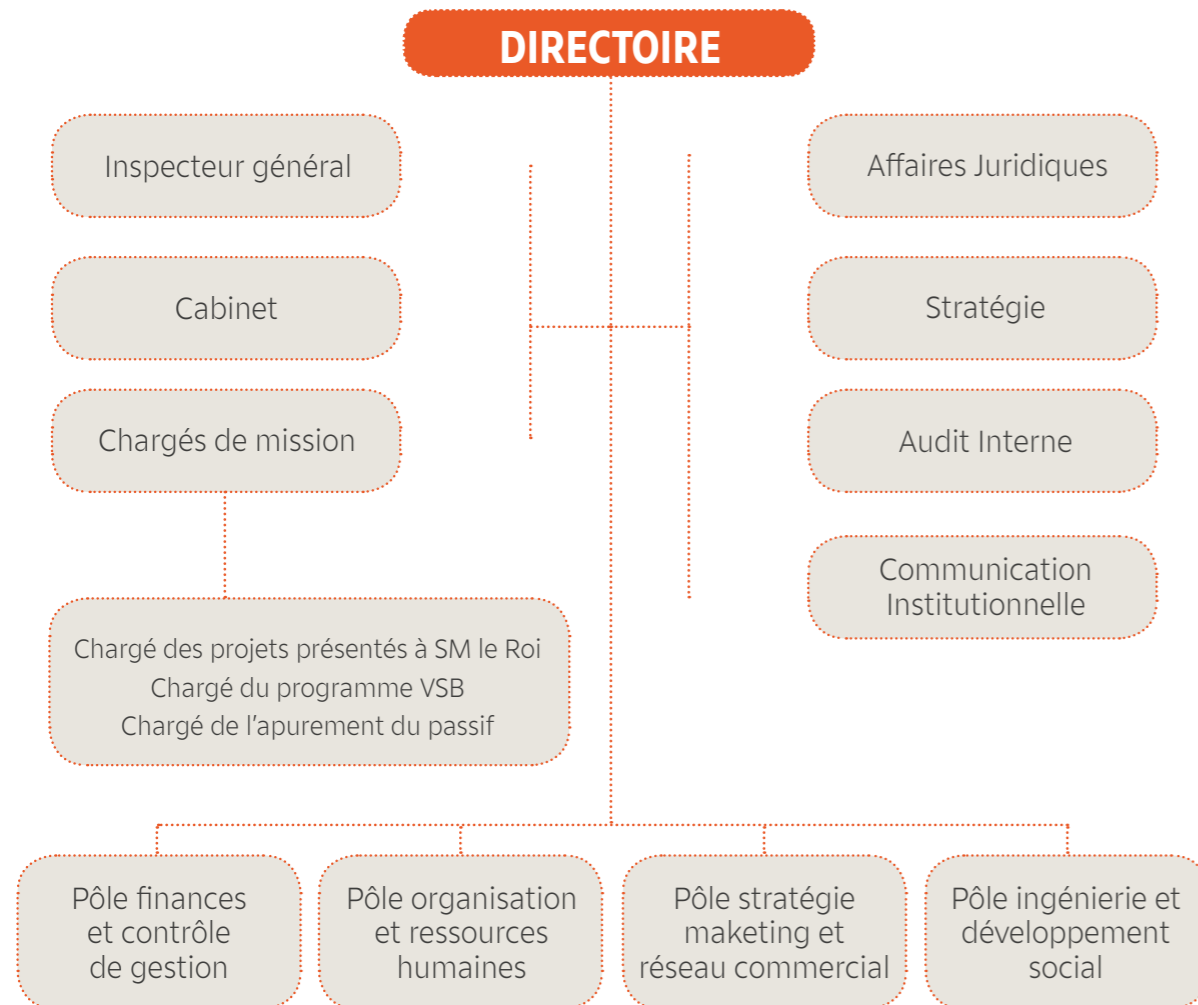 DIRECTOIRE
Inspecteur général
Affaires Juridiques
Cabinet
Stratégie
Chargés de mission
Audit Interne
Communication
Institutionnelle
Chargé des projets présentés à SM le Roi
Chargé du programme VSB
Chargé de l'apurement du passif
Pôle finances
et contrôle
de gestion
Pôle organisation
et ressources
humaines
Pôle stratégie
maketing et
réseau commercial
Pôle ingénierie et
développement
social